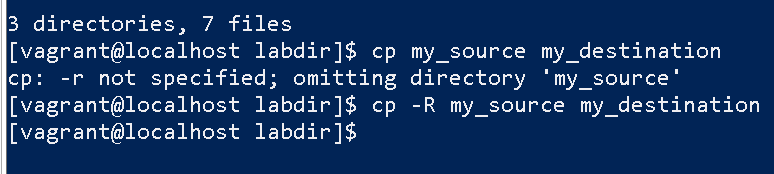 3 directories, 7 files
[vagrant@localhost labdir]$ cp my_source my_destination
cp: -r not specified; omitting directory 'my_source'
[vagrant@localhost labdir]$ cp -R my_source my_destination
[vagrant@localhost labdir]$